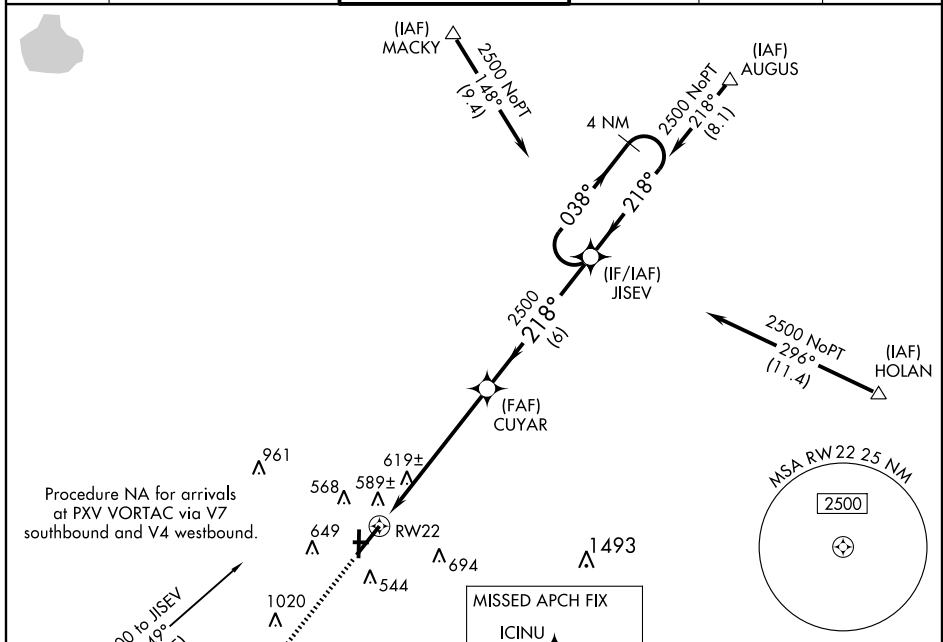 (IAF)
MACKY
2500 NoPT
148°
(9.4)
(IAF)
AUGUS
2500 NoPT
218°
(8.1)
4 NM
038°
218°
(IF/IAF)
JISEV
2500
218°
(6)
2500 NoPT
296°
(11.4)
(IAF)
HOLAN
(FAF)
CUYAR
MSA RW22 25 NM
2500
961
619±
568
589±
Procedure NA for arrivals
at PXV VORTAC via V7
southbound and V4 westbound.
649
RW22
694
1493
544
1020
to JISEV
MISSED APCH FIX
ICINU